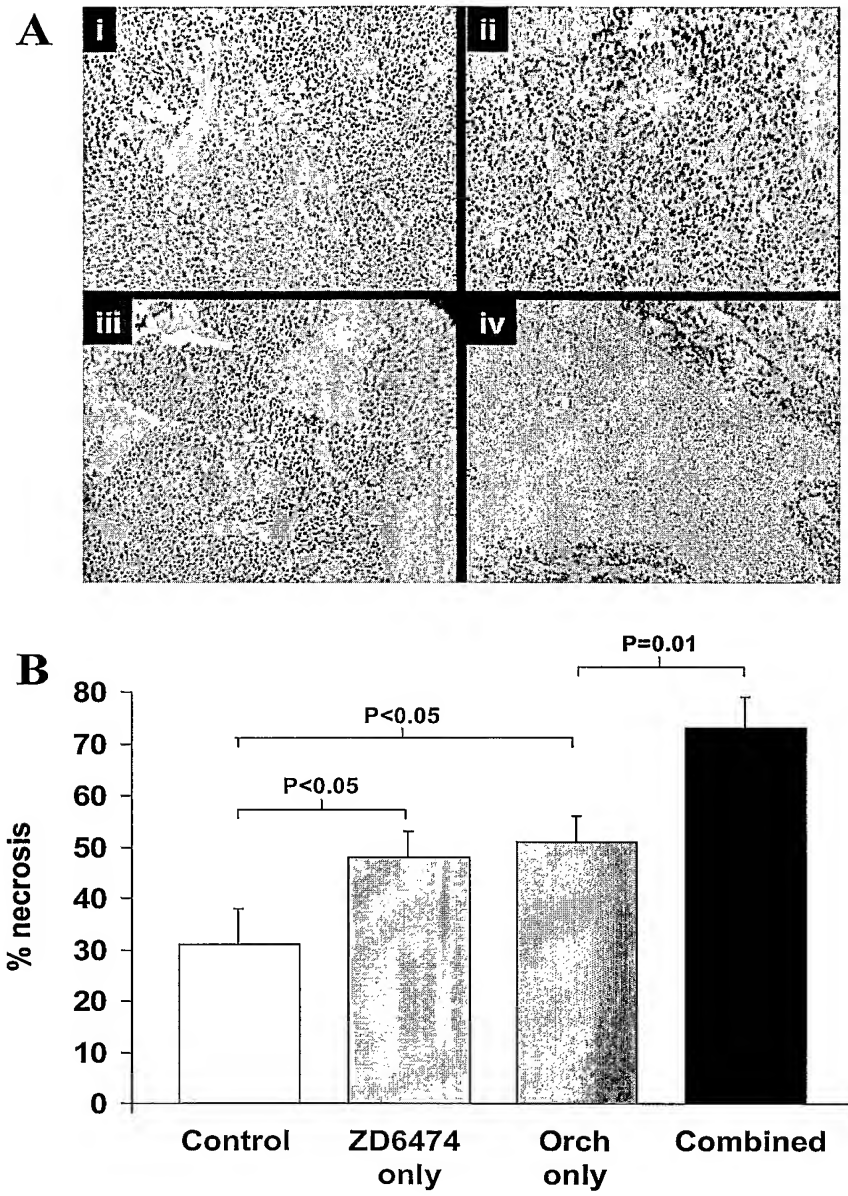 A
i
ii
iii
iv
B
P=0.01
P<0.05
P<0.05
% necrosis
80
70
60
50
40
30
20
10
0
Control
ZD6474
only
Orch
only
Combined